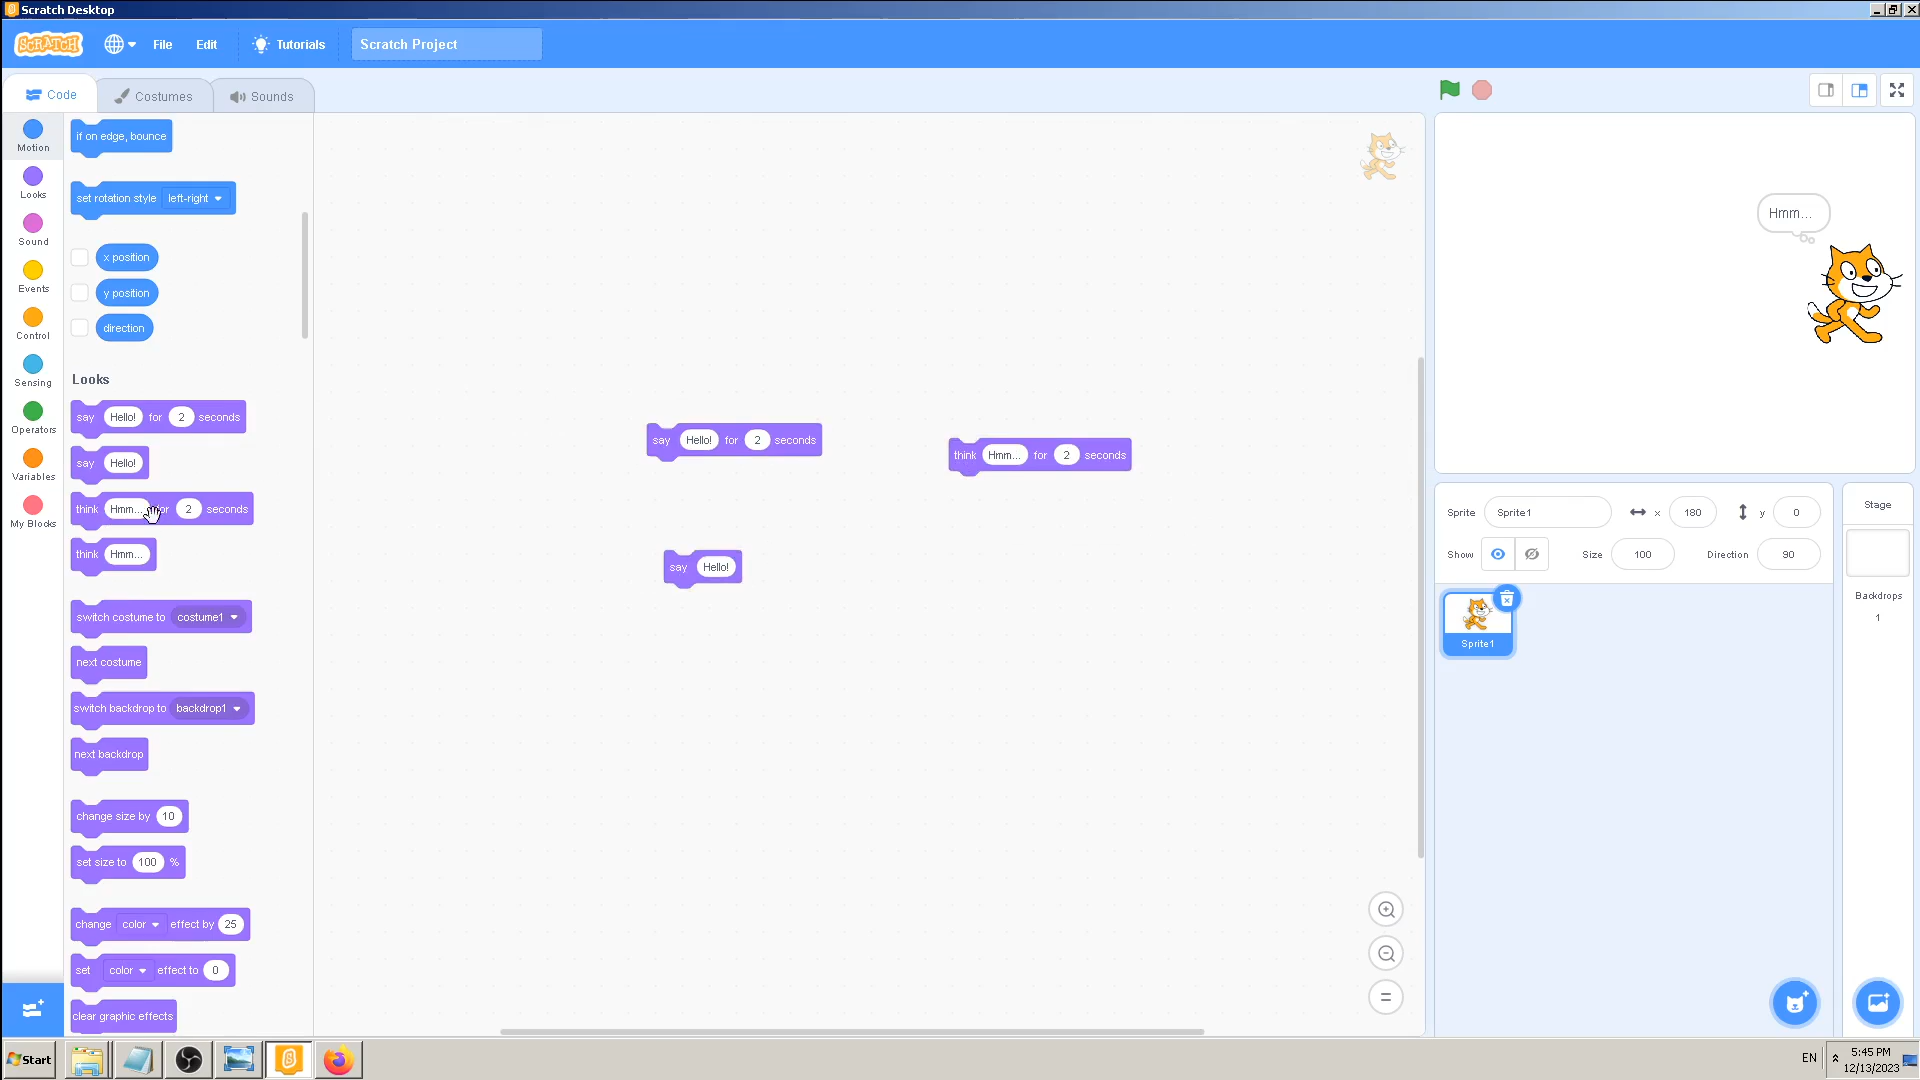 Scratch Desktop
SCRATCH
File
Edit
Tutorials
Scratch Project
Code
Costumes
Sounds
Motion
Looks
Sound
Events
Control
Sensing
Operators
Variables
My Blocks
if on edge, bounce
set rotation style left-right
x position
y position
direction
Looks
say Hello! for 2 seconds
say Hello!
think Hmm... for 2 seconds
think Hmm...
switch costume to costume1
next costume
switch backdrop to backdrop1
next backdrop
change size by 10
set size to 100 %
change color effect by 25
set color effect to 0
clear graphic effects
say Hello! for 2 seconds
think Hmm... for 2 seconds
say Hello!
Hmm...
Sprite Sprite1 x 180 y 0
Show Size 100 Direction 90
Sprite1
Stage
Backdrops
1
Start
EN
5:45 PM
12/13/2023